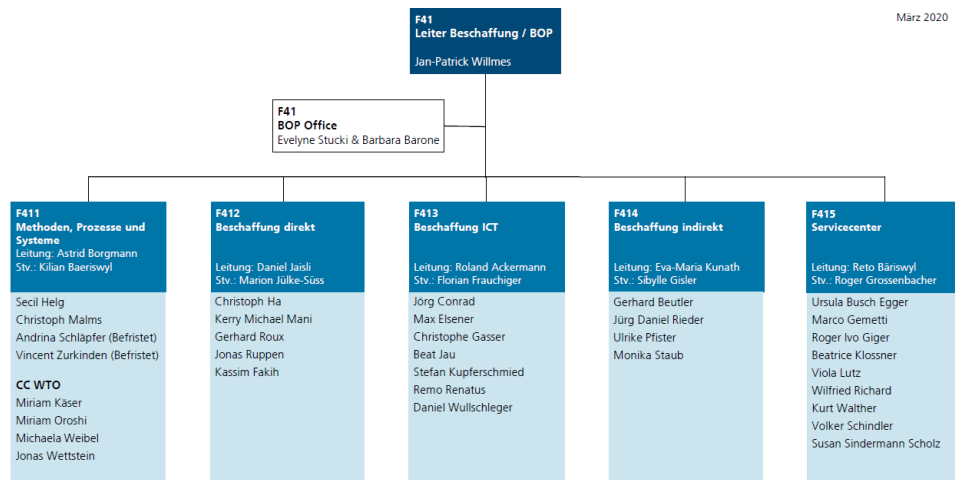 März 2020
F41
Leiter Beschaffung / BOP
Jan-Patrick Willmes
F41
BOP Office
Evelyne Stucki & Barbara Barone
F411
Methoden, Prozesse und
Systeme
Leitung: Astrid Borgmann
Stv.: Kilian Baeriswyl
Secil Helg
Christoph Malms
Andrina Schläpfer (Befristet)
Vincent Zurkinden (Befristet)
CC WTO
Miriam Käser
Miriam Oroshi
Michaela Weibel
Jonas Wettstein
F412
Beschaffung direkt
Leitung: Daniel Jaisli
Stv.: Marion Jülke-Süss
Christoph Ha
Kerry Michael Mani
Gerhard Roux
Jonas Ruppen
Kassim Fakih
F413
Beschaffung ICT
Leitung: Roland Ackermann
Stv.: Florian Frauchiger
Jörg Conrad
Max Elsener
Christophe Gasser
Beat Jau
Stefan Kupferschmied
Remo Renatus
Daniel Wullschleger
F414
Beschaffung indirekt
Leitung: Eva-Maria Kunath
Stv.: Sibylle Gisler
Gerhard Beutler
Jürg Daniel Rieder
Ulrike Pfister
Monika Staub
F415
Servicecenter
Leitung: Reto Bäriswyl
Stv.: Roger Grossenbacher
Ursula Busch Egger
Marco Gemetti
Roger Ivo Giger
Beatrice Klossner
Viola Lutz
Wilfried Richard
Kurt Walther
Volker Schindler
Susan Sindermann Scholz